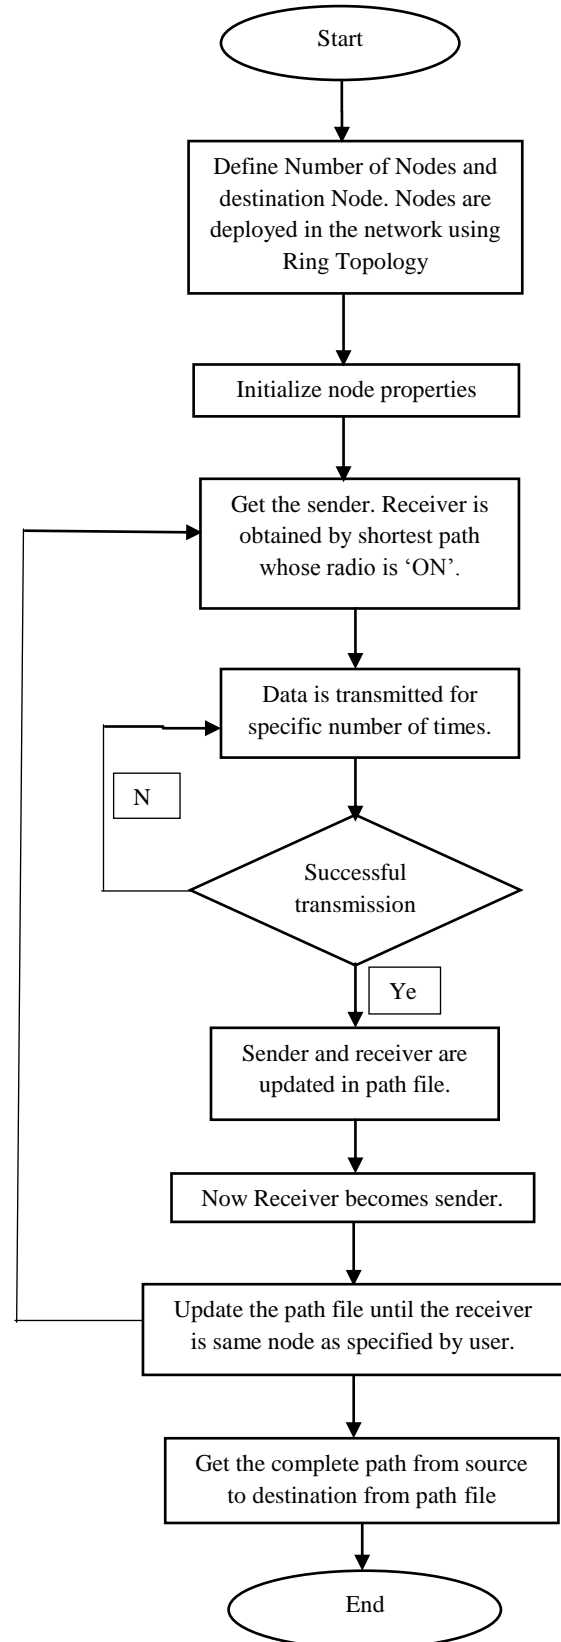 Start
Define Number of Nodes and
destination Node. Nodes are
deployed in the network using
Ring Topology
Initialize node properties
Get the sender. Receiver is
obtained by shortest path
whose radio is ‘ON’.
Data is transmitted for
specific number of times.
N
Successful
transmission
Ye
Sender and receiver are
updated in path file.
Now Receiver becomes sender.
Update the path file until the receiver
is same node as specified by user.
Get the complete path from source
to destination from path file
End